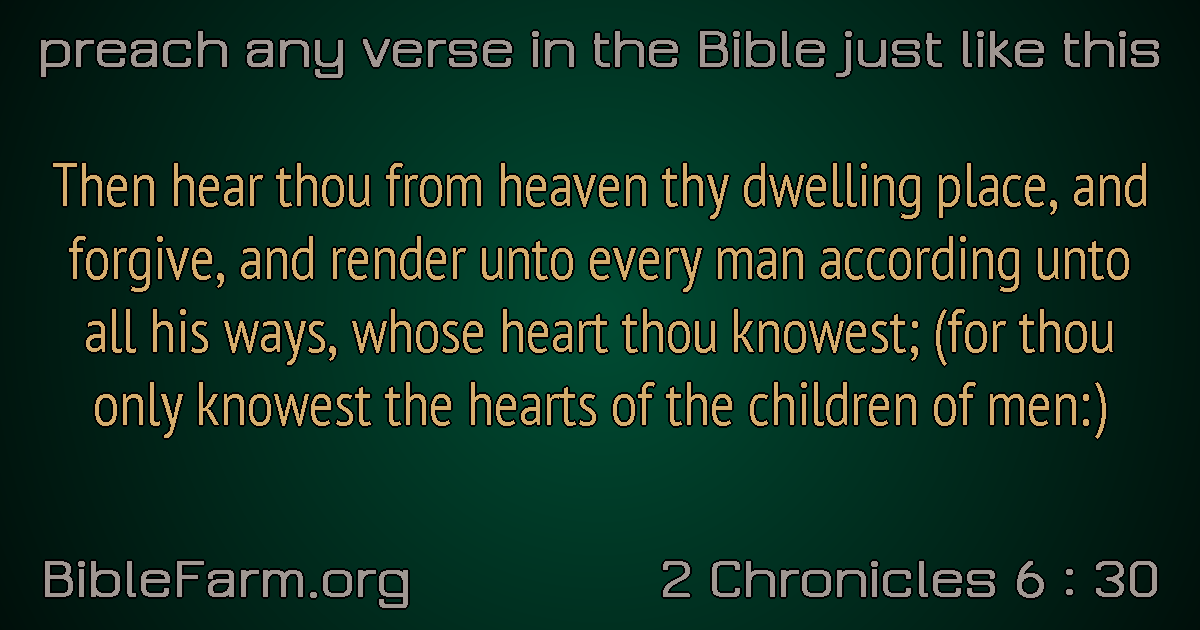 preach any verse in the Bible just like this
Then hear thou from heaven thy dwelling place, and
forgive, and render unto every man according unto
all his ways, whose heart thou knowest; (for thou
only knowest the hearts of the children of men:)
BibleFarm.org
2 Chronicles 6 : 30